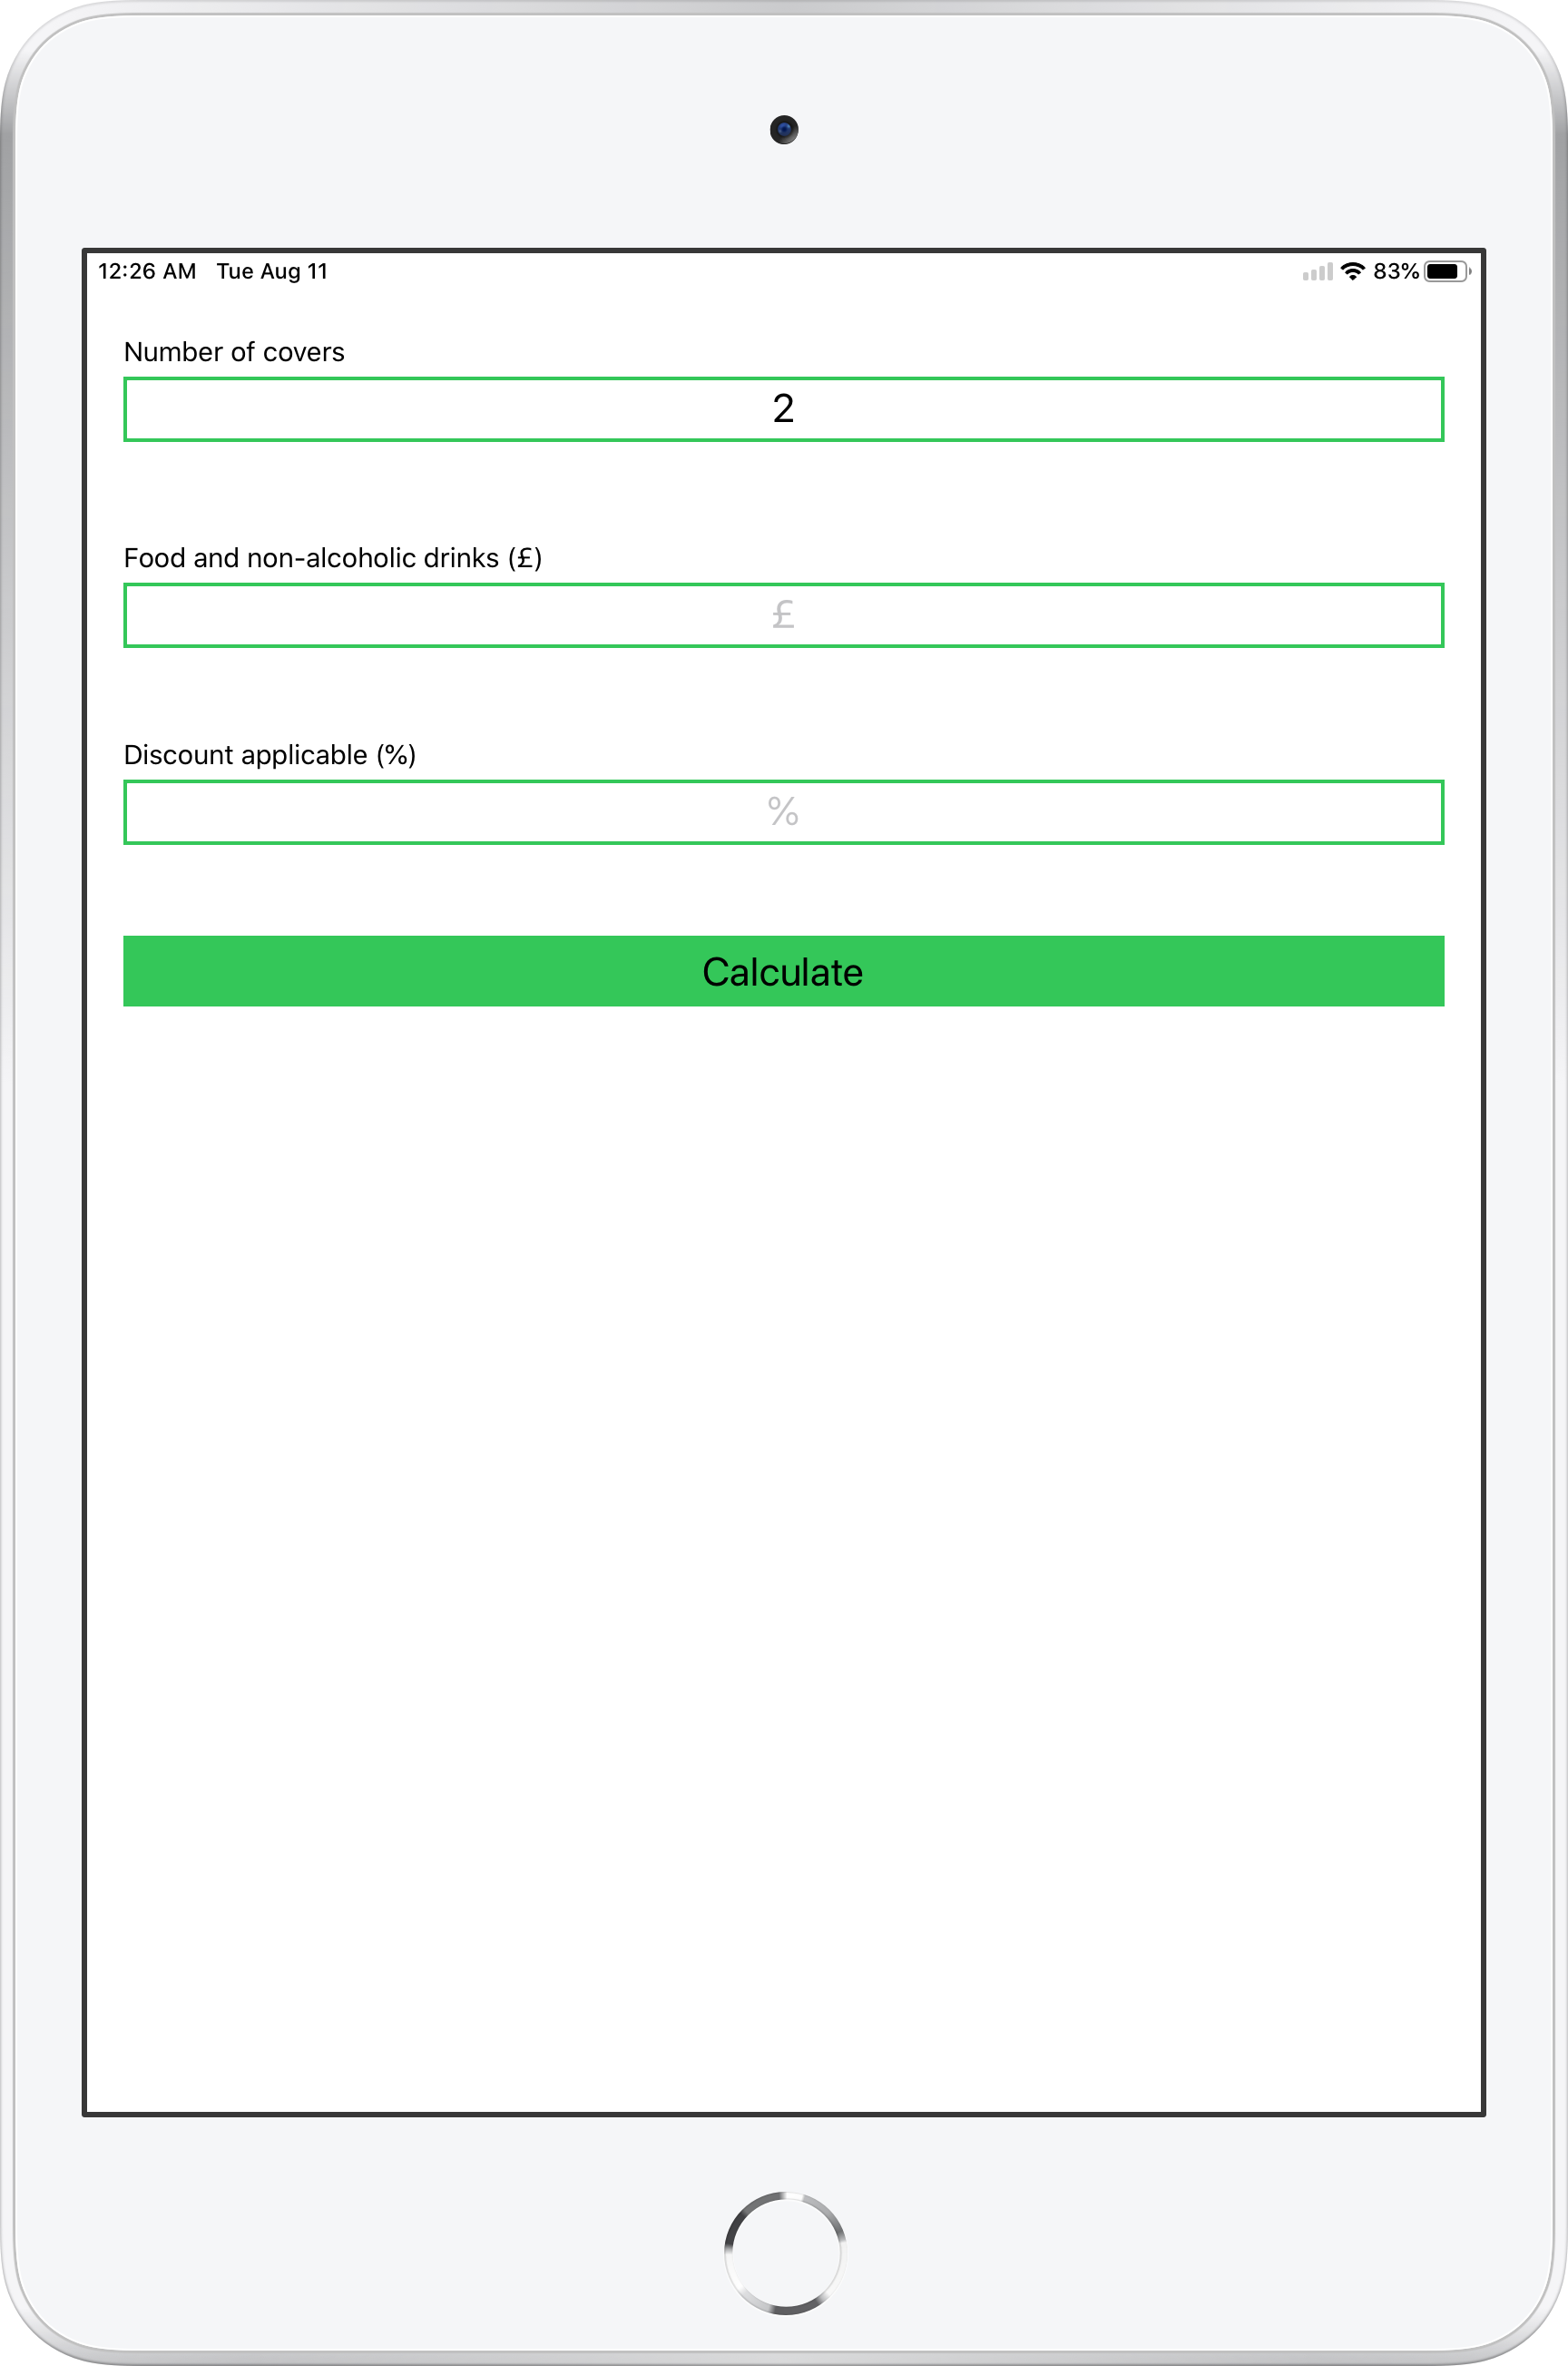 12:26 AM Tue Aug 11 83%
Number of covers
2
Food and non-alcoholic drinks (£)
£
Discount applicable (%)
%
Calculate